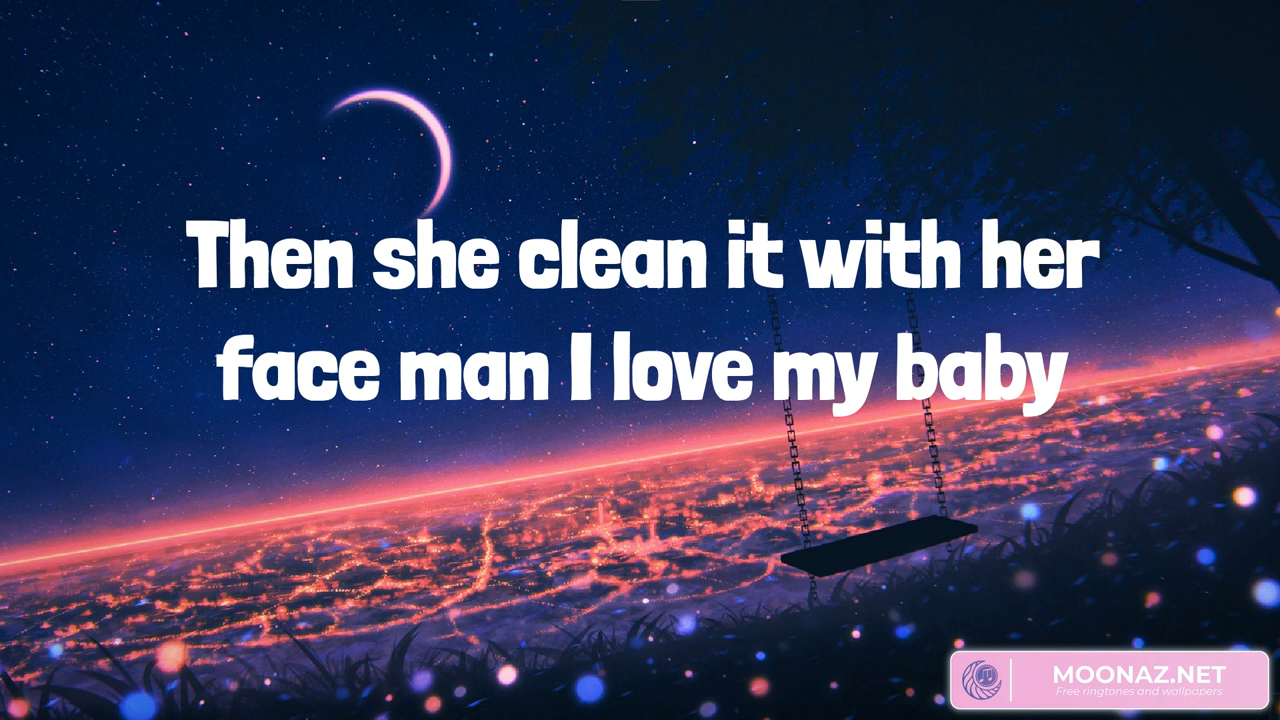 Then she clean it with her
face man I love my baby
MOONAZ.NET
Free ringtones and wallpapers